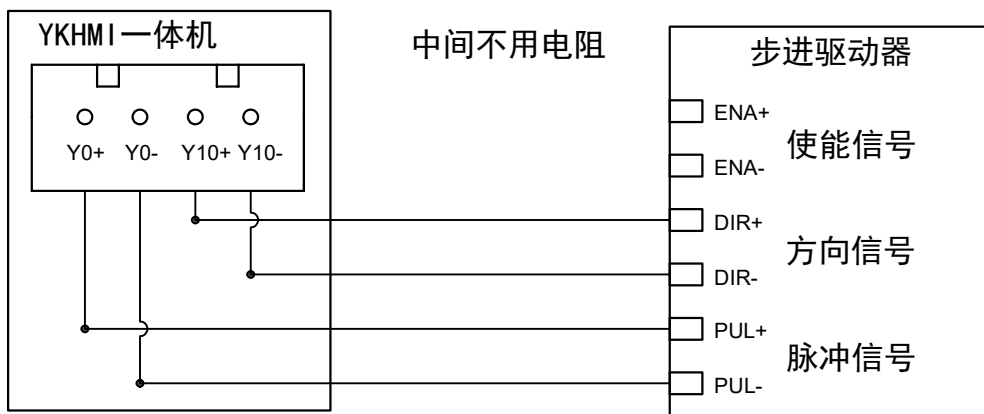 YKHMI一体机
中间不用电阻
步进驱动器
Y0+ Y0- Y10+ Y10-
ENA+
使能信号
ENA-
DIR+
方向信号
DIR-
PUL+
脉冲信号
PUL-